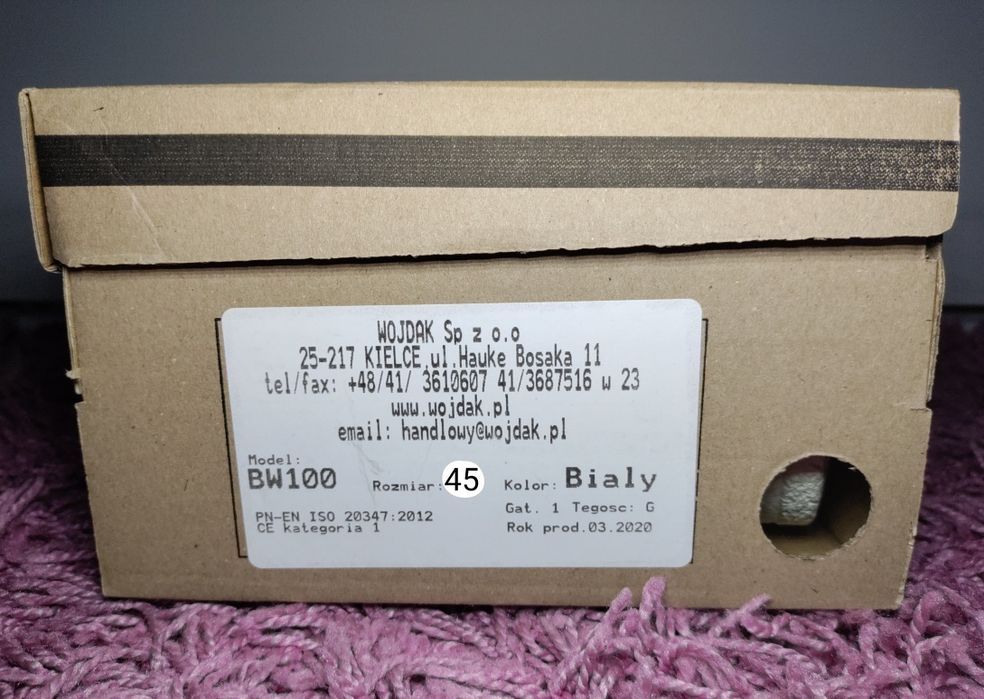 WOJDAK Sp z o.o
25-217 KIELCE,ul.Hauke Bosaka 11
tel/fax: +48/41/ 3610607 41/3687516 w 23
www.wojdak.pl
email: handlowy@wojdak.pl
Model:
BW100 Rozmiar: 45 Kolor: Bialy
Gat. 1 Tegosc: G
PN-EN ISO 20347:2012
CE kategoria 1 Rok prod.03.2020